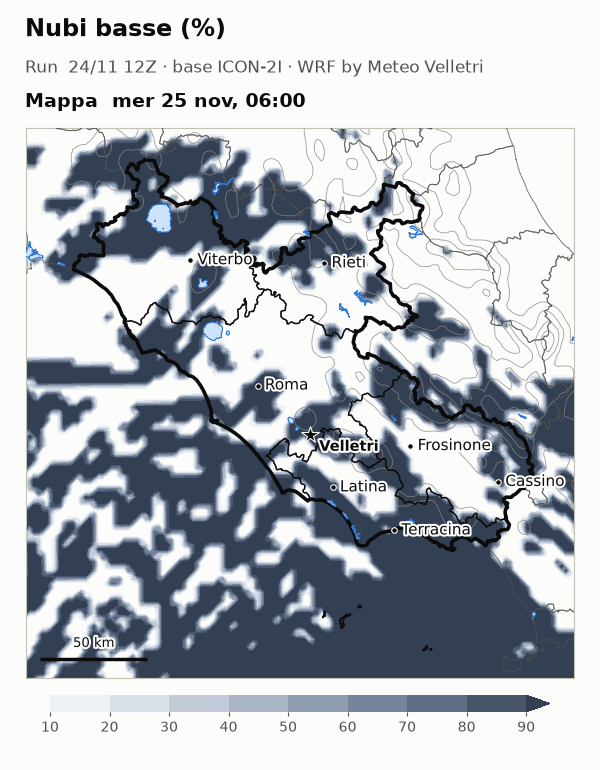 Nubi basse (%)
Run  24/11 12Z · base ICON-2I · WRF by Meteo Velletri
Mappa  mer 25 nov, 06:00
Viterbo
Rieti
Roma
Velletri
Frosinone
Cassino
Latina
Terracina
50 km
10 20 30 40 50 60 70 80 90